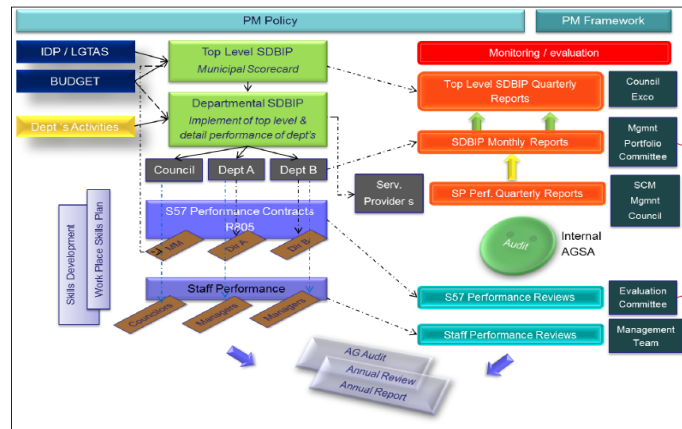 PM Policy
PM Framework
IDP / LGTAS
BUDGET
Dept 's Activities
Top Level SDBIP
Municipal Scorecard
Departmental SDBIP
Implement of top level &
detail performance of dept's
Council
Dept A
Dept B
Serv.
Provider s
S57 Performance Contracts
R805
MM
Dir A
Dir B
Staff Performance
Councilors
Managers
Managers
Skills Development
Work Place Skills Plan
Monitoring / evaluation
Top Level SDBIP Quarterly
Reports
Council
Exco
SDBIP Monthly Reports
Mgmnt
Portfolio
Committee
SP Perf. Quarterly Reports
SCM
Mgmnt
Council
Audit
Internal
AGSA
S57 Performance Reviews
Evaluation
Committee
Staff Performance Reviews
Management
Team
AG Audit
Annual Review
Annual Report